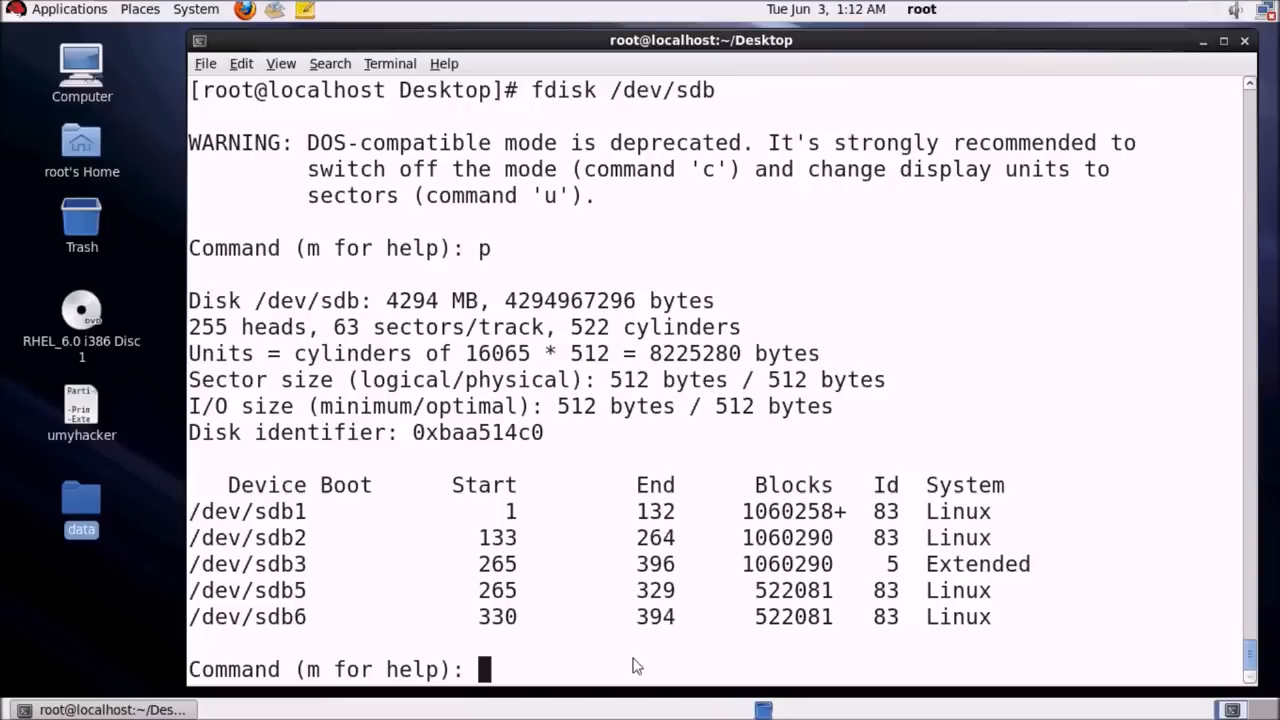 Applications Places System Tue Jun 3, 1:12 AM root
root@localhost:~/Desktop
File Edit View Search Terminal Help
Computer
root's Home
Trash
DVD
RHEL_6.0 i386 Disc
1
Parti-
-Prim
-Exte
umyhacker
data
[root@localhost Desktop]# fdisk /dev/sdb
WARNING: DOS-compatible mode is deprecated. It's strongly recommended to
switch off the mode (command 'c') and change display units to
sectors (command 'u').
Command (m for help): p
Disk /dev/sdb: 4294 MB, 4294967296 bytes
255 heads, 63 sectors/track, 522 cylinders
Units = cylinders of 16065 * 512 = 8225280 bytes
Sector size (logical/physical): 512 bytes / 512 bytes
I/O size (minimum/optimal): 512 bytes / 512 bytes
Disk identifier: 0xbaa514c0
Device Boot Start End Blocks Id System
/dev/sdb1 1 132 1060258+ 83 Linux
/dev/sdb2 133 264 1060290 83 Linux
/dev/sdb3 265 396 1060290 5 Extended
/dev/sdb5 265 329 522081 83 Linux
/dev/sdb6 330 394 522081 83 Linux
Command (m for help):
root@localhost:~/Des...